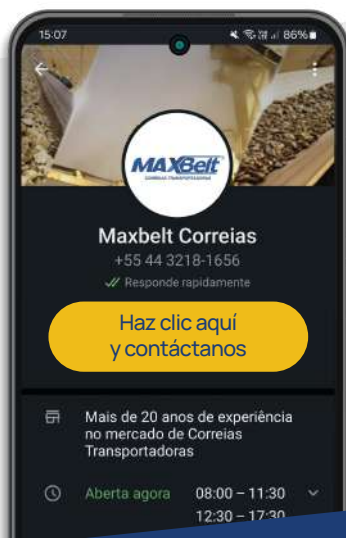 15:07
86%
MAXBelt
CORREIAS TRANSPORTADORAS
Maxbelt Correias
+55 44 3218-1656
Responde rapidamente
Haz clic aquí
y contáctanos
Mais de 20 anos de experiência
no mercado de Correias
Transportadoras
Aberta agora 08:00 – 11:30
12:30 – 17:30